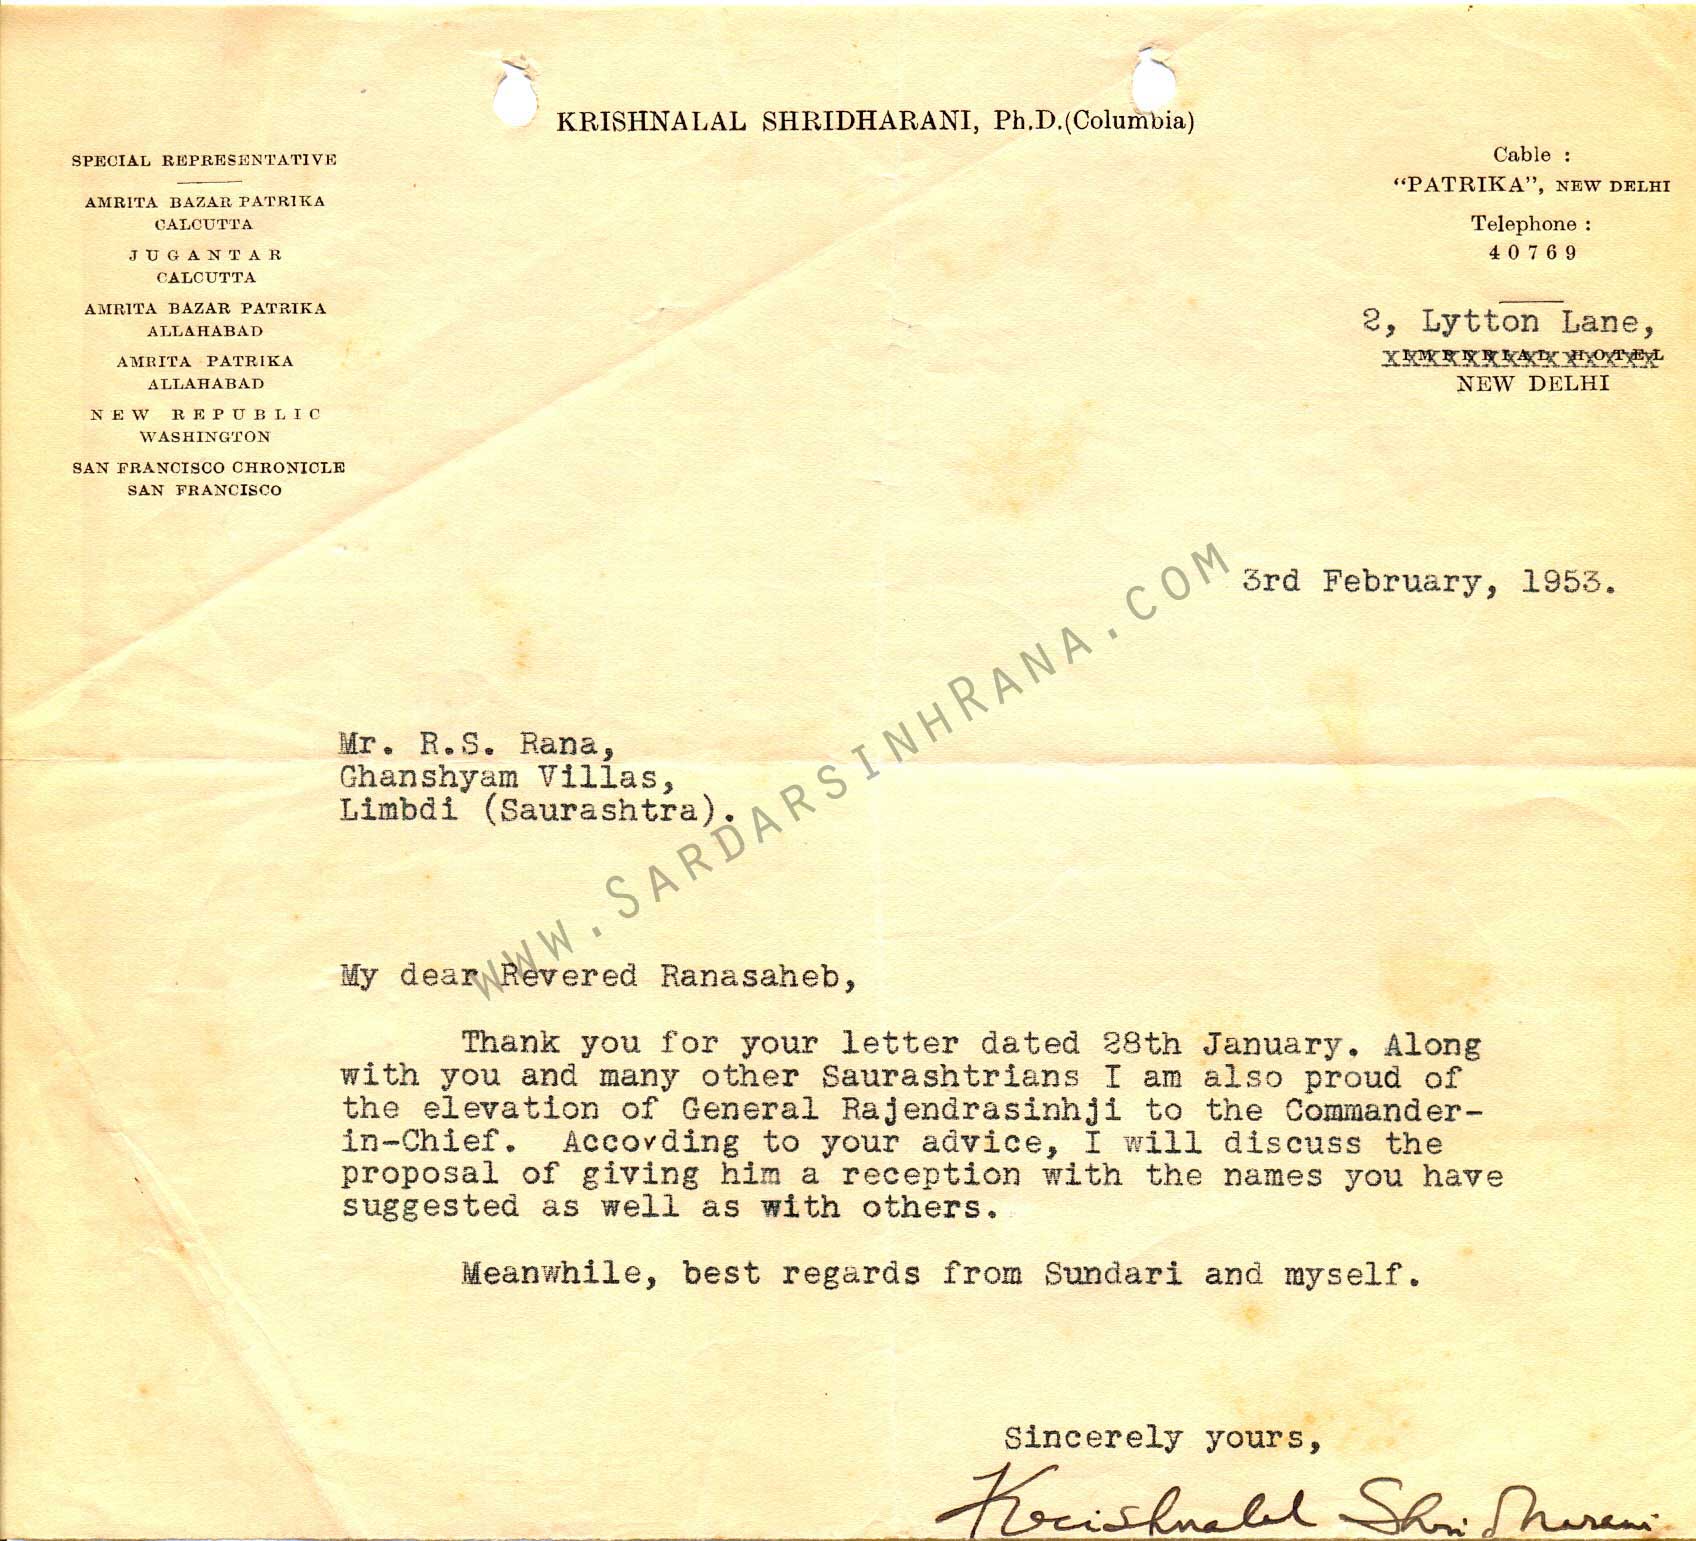 KRISHNALAL SHRIDHARANI, Ph.D.(Columbia)
SPECIAL REPRESENTATIVE
AMRITA BAZAR PATRIKA
CALCUTTA
JUGANTAR
CALCUTTA
AMRITA BAZAR PATRIKA
ALLAHABAD
AMRITA PATRIKA
ALLAHABAD
NEW REPUBLIC
WASHINGTON
SAN FRANCISCO CHRONICLE
SAN FRANCISCO
Cable :
"PATRIKA", NEW DELHI
Telephone :
40769
2, Lytton Lane,
IMPERIAL HOTEL
NEW DELHI
3rd February, 1953.
Mr. R.S. Rana,
Ghanshyam Villas,
Limbdi (Saurashtra).
www.SardarsinhRana.com
My dear Revered Ranasaheb,
Thank you for your letter dated 28th January. Along
with you and many other Saurashtrians I am also proud of
the elevation of General Rajendrasinhji to the Commander-
in-Chief. According to your advice, I will discuss the
proposal of giving him a reception with the names you have
suggested as well as with others.
Meanwhile, best regards from Sundari and myself.
Sincerely yours,
Krishnalal Shridharani